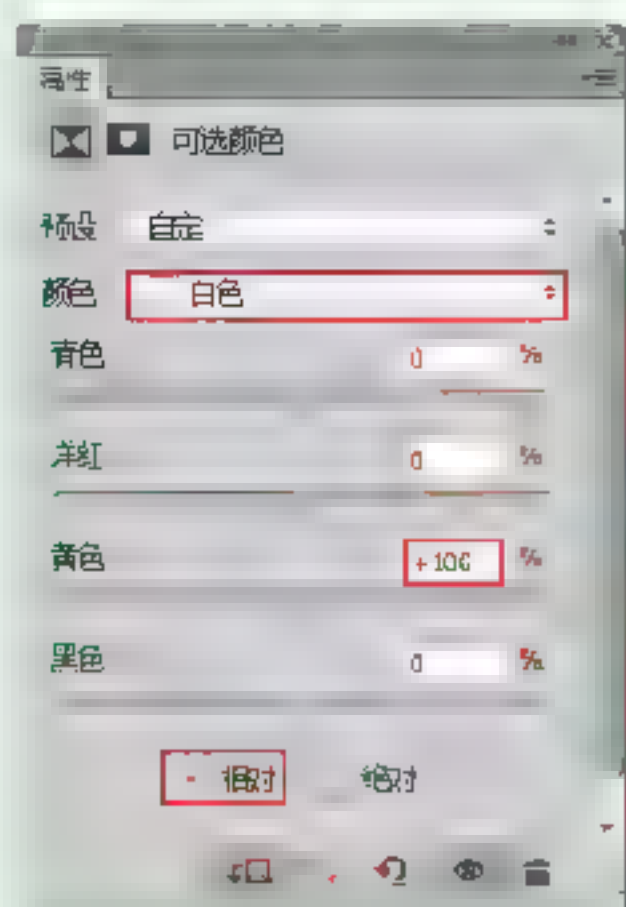 属性
可选颜色
预设 自定
颜色 白色
青色 0 %
洋红 0 %
黄色 +100 %
黑色 0 %
相对 绝对